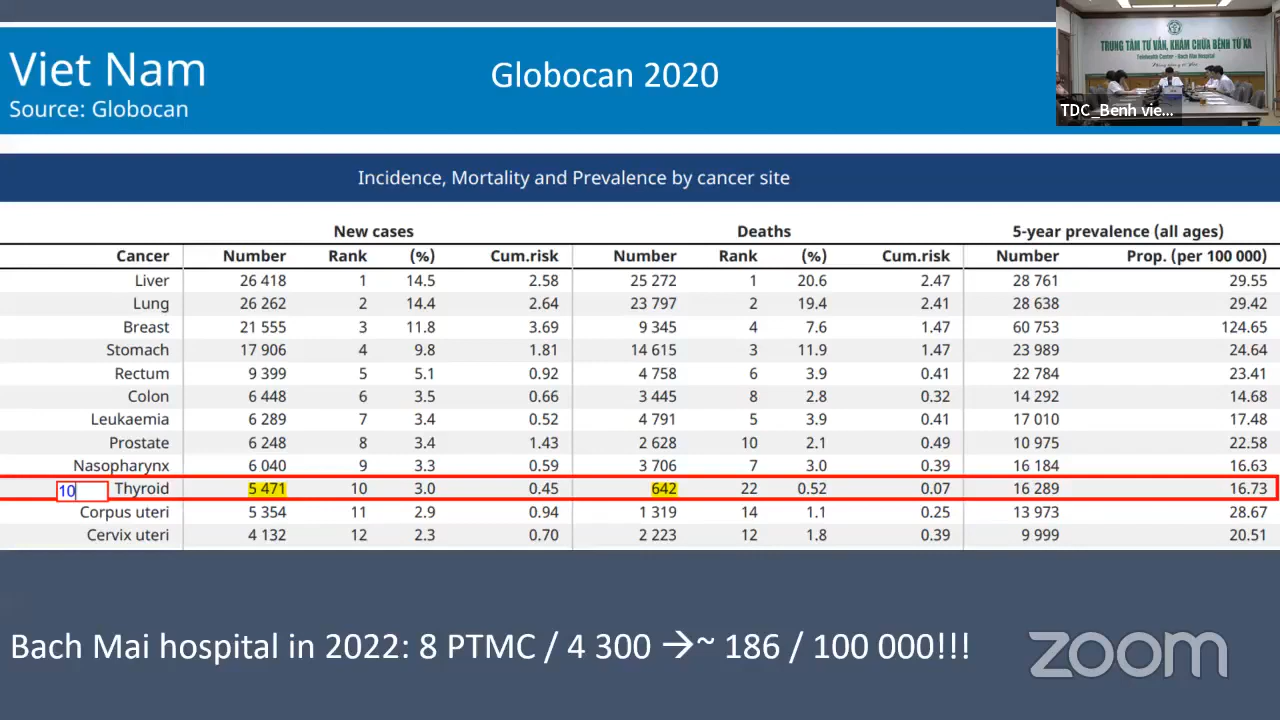 Viet Nam
Source: Globocan
Globocan 2020
TRUNG TÂM TƯ VẤN, KHÁM CHỮA BỆNH TỪ XA
Telehealth Center - Bach Mai Hospital
TDC_Benh vie...
Incidence, Mortality and Prevalence by cancer site
New cases Deaths 5-year prevalence (all ages)
Cancer Number Rank (%) Cum.risk Number Rank (%) Cum.risk Number Prop. (per 100 000)
Liver 26 418 1 14.5 2.58 25 272 1 20.6 2.47 28 761 29.55
Lung 26 262 2 14.4 2.64 23 797 2 19.4 2.41 28 638 29.42
Breast 21 555 3 11.8 3.69 9 345 4 7.6 1.47 60 753 124.65
Stomach 17 906 4 9.8 1.81 14 615 3 11.9 1.47 23 989 24.64
Rectum 9 399 5 5.1 0.92 4 758 6 3.9 0.41 22 784 23.41
Colon 6 448 6 3.5 0.66 3 445 8 2.8 0.32 14 292 14.68
Leukaemia 6 289 7 3.4 0.52 4 791 5 3.9 0.41 17 010 17.48
Prostate 6 248 8 3.4 1.43 2 628 10 2.1 0.49 10 975 22.58
Nasopharynx 6 040 9 3.3 0.59 3 706 7 3.0 0.39 16 184 16.63
10 Thyroid 5 471 10 3.0 0.45 642 22 0.52 0.07 16 289 16.73
Corpus uteri 5 354 11 2.9 0.94 1 319 14 1.1 0.25 13 973 28.67
Cervix uteri 4 132 12 2.3 0.70 2 223 12 1.8 0.39 9 999 20.51
Bach Mai hospital in 2022: 8 PTMC / 4 300 →~ 186 / 100 000!!!
zoom